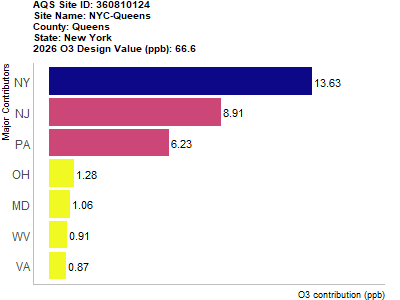 AQS Site ID: 360810124
Site Name: NYC-Queens
County: Queens
State: New York
2026 O3 Design Value (ppb): 66.6
Major Contributors
NY 13.63
NJ 8.91
PA 6.23
OH 1.28
MD 1.06
WV 0.91
VA 0.87
O3 contribution (ppb)